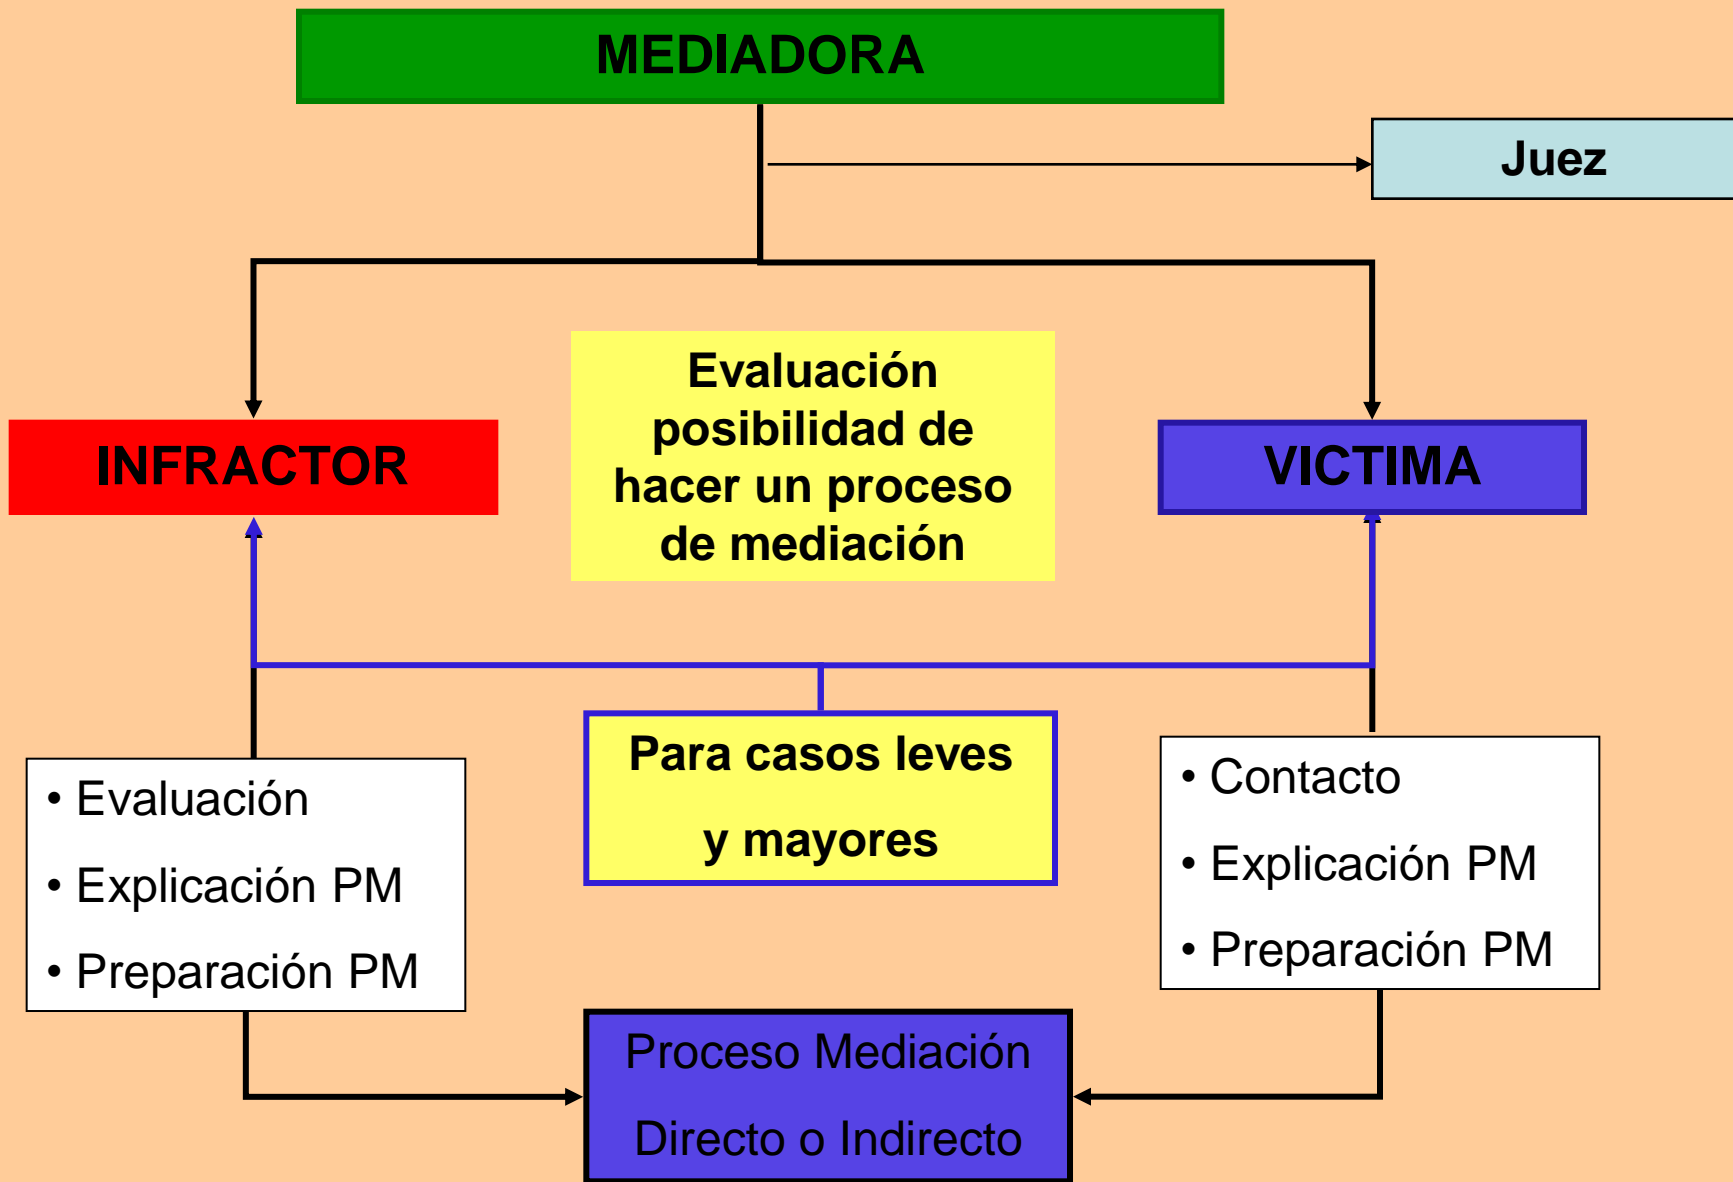 MEDIADORA
Juez
Evaluación
posibilidad de
hacer un proceso
de mediación
INFRACTOR
VICTIMA
Para casos leves
y mayores
• Evaluación
• Explicación PM
• Preparación PM
• Contacto
• Explicación PM
• Preparación PM
Proceso Mediación
Directo o Indirecto